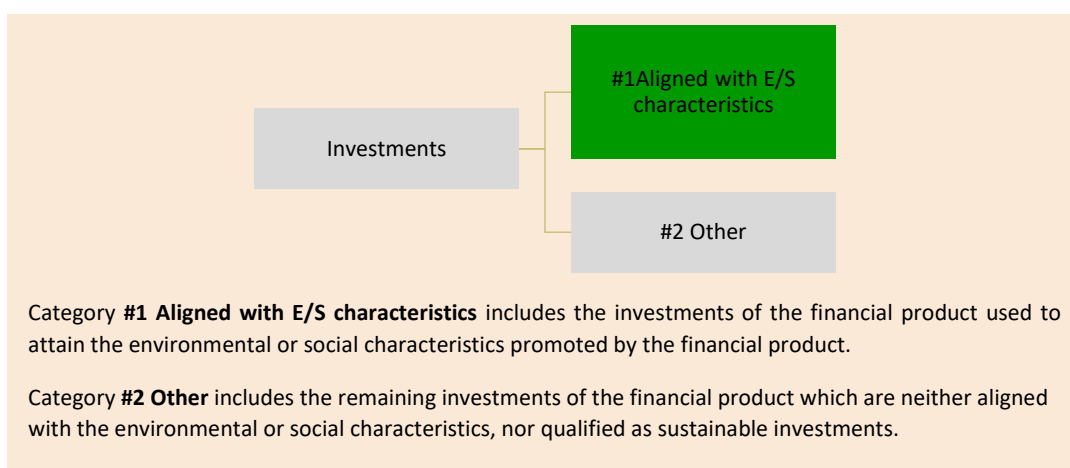 #1Aligned with E/S
characteristics
Investments
#2 Other
Category #1 Aligned with E/S characteristics includes the investments of the financial product used to
attain the environmental or social characteristics promoted by the financial product.
Category #2 Other includes the remaining investments of the financial product which are neither aligned
with the environmental or social characteristics, nor qualified as sustainable investments.